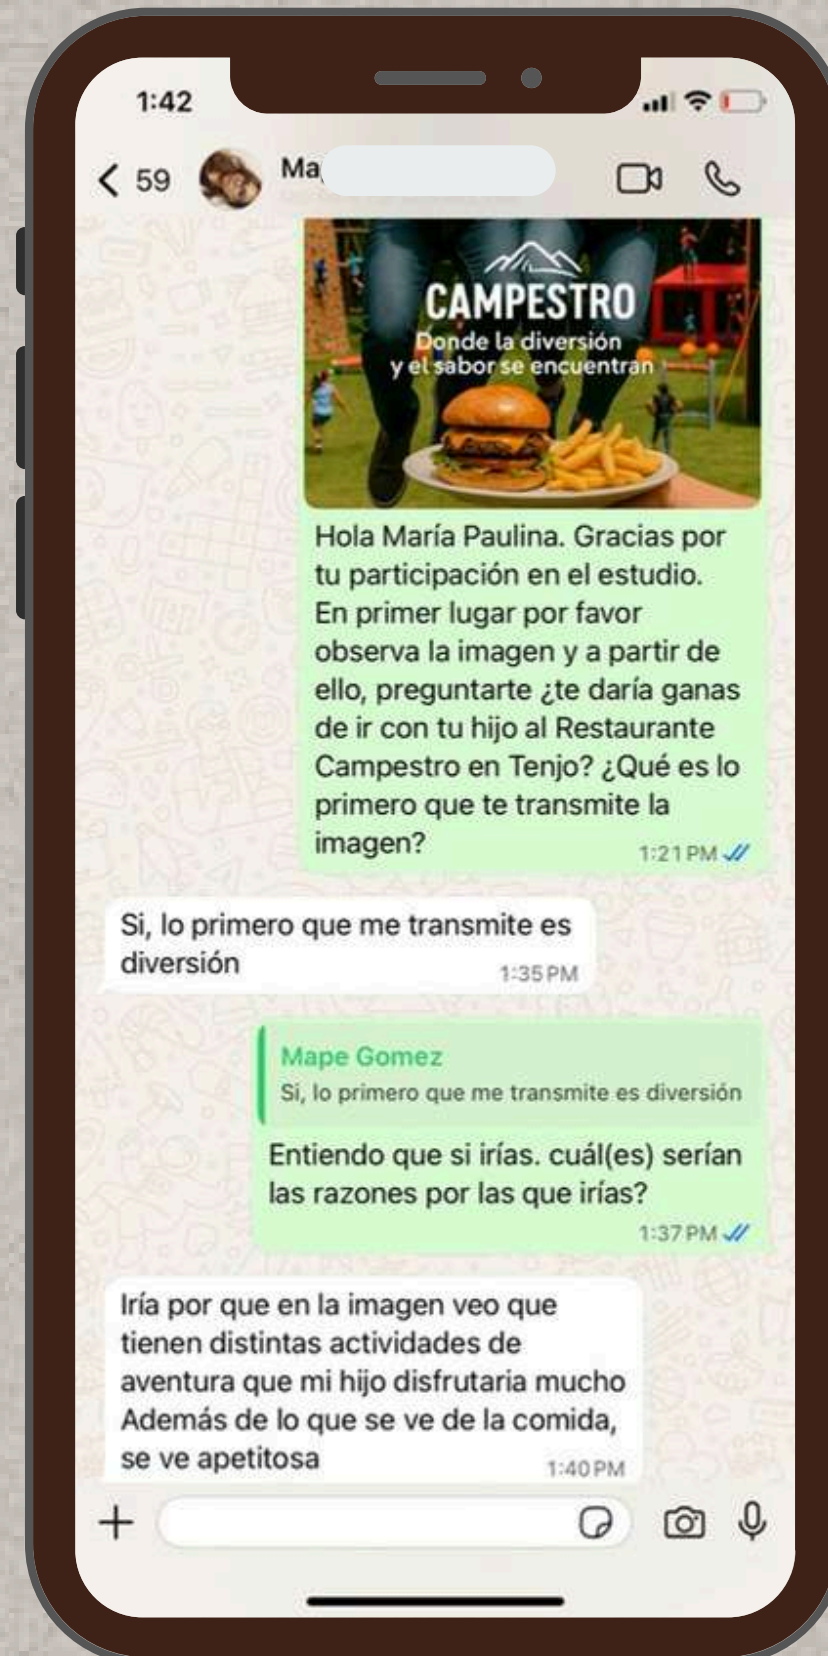 1:42
59
Ma
CAMPESTRO
Donde la diversión
y el sabor se encuentran
Hola María Paulina. Gracias por
tu participación en el estudio.
En primer lugar por favor
observa la imagen y a partir de
ello, preguntarte ¿te daría ganas
de ir con tu hijo al Restaurante
Campestro en Tenjo? ¿Qué es lo
primero que te transmite la
imagen?
1:21 PM
Si, lo primero que me transmite es
diversión
1:35 PM
Mape Gomez
Si, lo primero que me transmite es diversión
Entiendo que si irías. cuál(es) serían
las razones por las que irías?
1:37 PM
Iría por que en la imagen veo que
tienen distintas actividades de
aventura que mi hijo disfrutaria mucho
Además de lo que se ve de la comida,
se ve apetitosa
1:40 PM